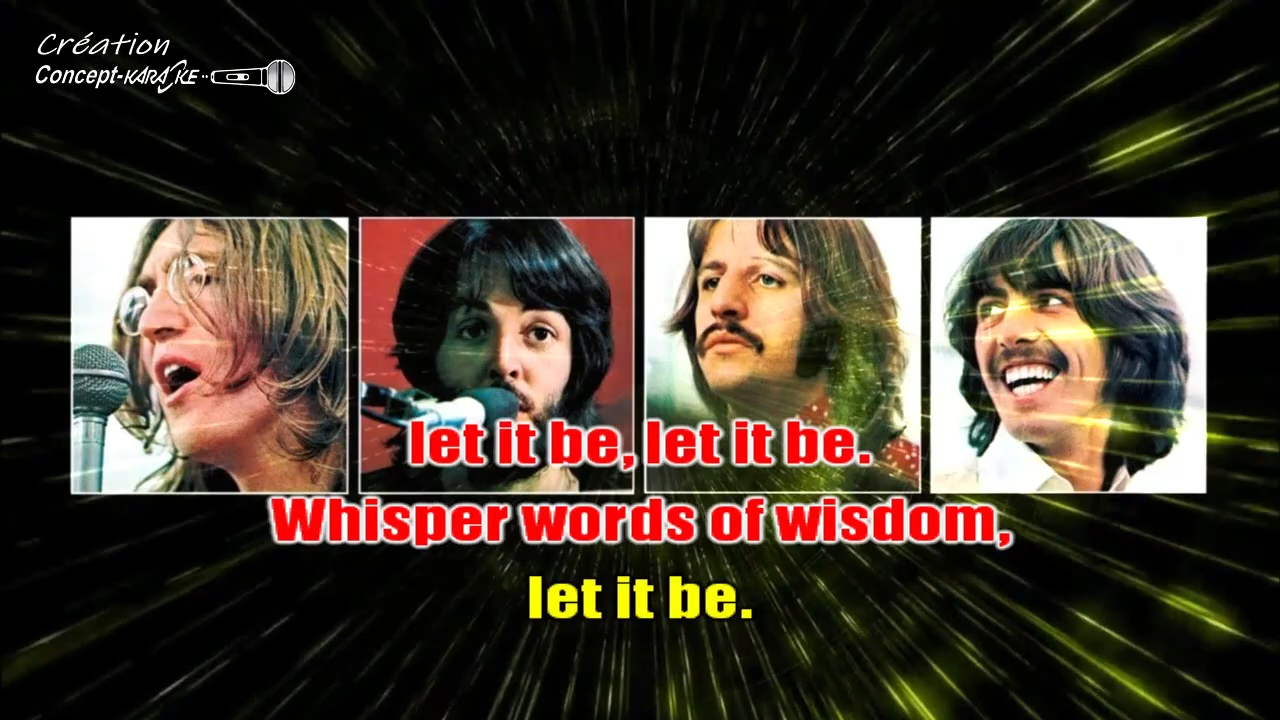 Création
Concept-KARAOKE
let it be, let it be.
Whisper words of wisdom,
let it be.